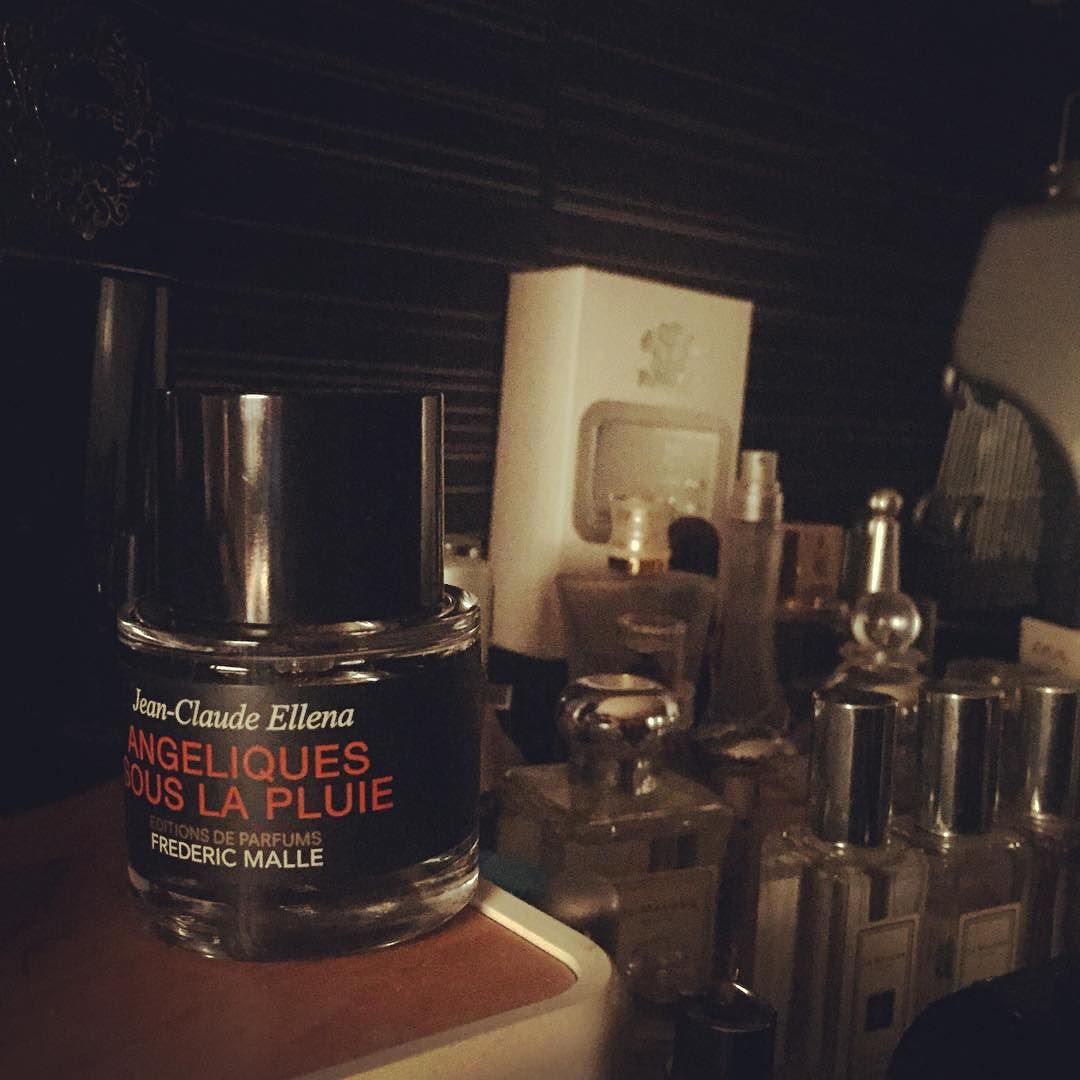 Jean-Claude Ellena
ANGELIQUES
SOUS LA PLUIE
EDITIONS DE PARFUMS
FREDERIC MALLE